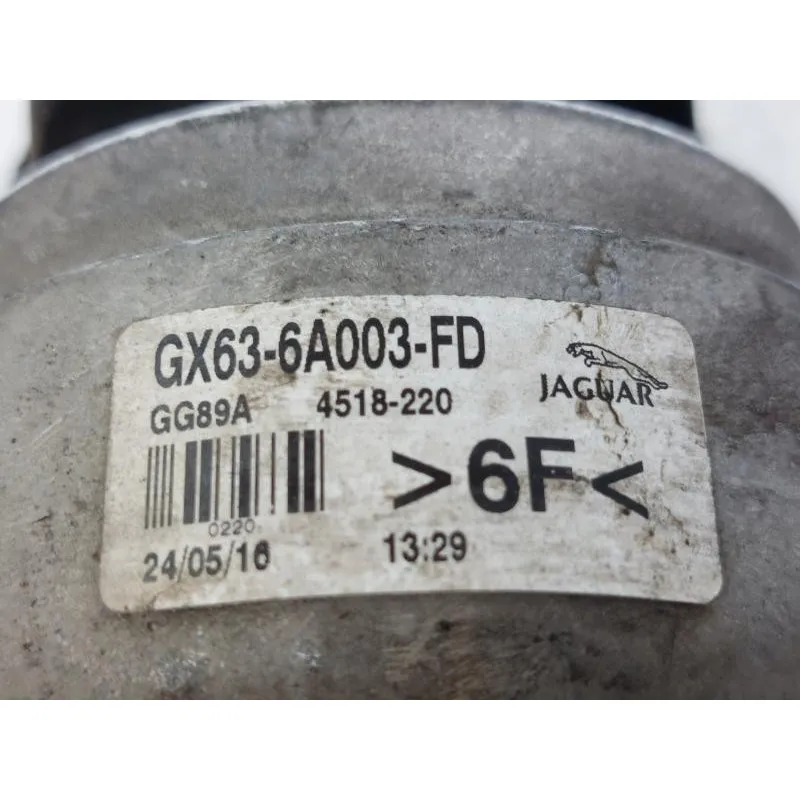 GX63-6A003-FD
JAGUAR
GG89A 4518-220
>6F<
0220
24/05/16 13:29